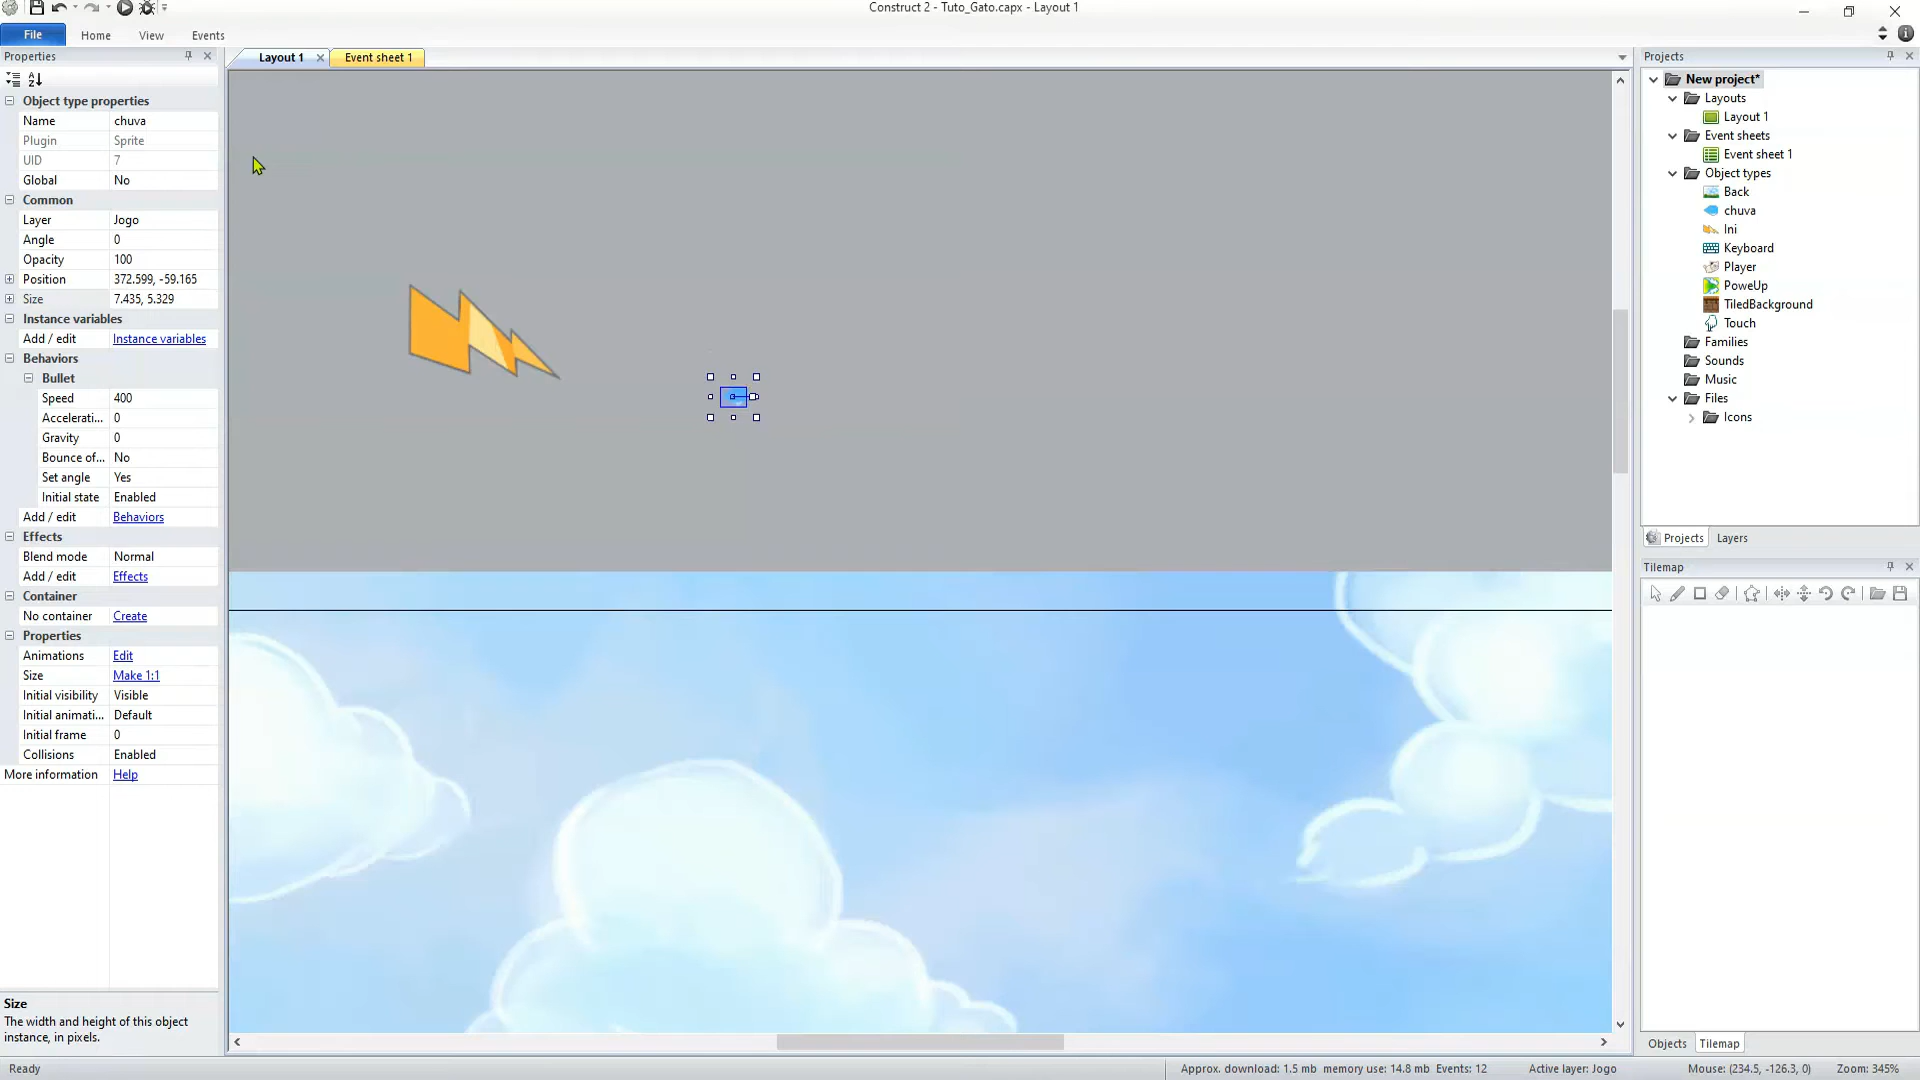 Construct 2 - Tuto_Gato.capx - Layout 1
File
Home
View
Events
Properties
Layout 1
Event sheet 1
Projects
Object type properties
Name chuva
Plugin Sprite
UID 7
Global No
Common
Layer Jogo
Angle 0
Opacity 100
Position 372.599, -59.165
Size 7.435, 5.329
Instance variables
Add / edit Instance variables
Behaviors
Bullet
Speed 400
Accelerati... 0
Gravity 0
Bounce of... No
Set angle Yes
Initial state Enabled
Add / edit Behaviors
Effects
Blend mode Normal
Add / edit Effects
Container
No container Create
Properties
Animations Edit
Size Make 1:1
Initial visibility Visible
Initial animati... Default
Initial frame 0
Collisions Enabled
More information Help
Size
The width and height of this object
instance, in pixels.
New project*
Layouts
Layout 1
Event sheets
Event sheet 1
Object types
Back
chuva
Ini
Keyboard
Player
PoweUp
TiledBackground
Touch
Families
Sounds
Music
Files
Icons
Projects
Layers
Tilemap
Objects
Tilemap
Ready
Approx. download: 1.5 mb memory use: 14.8 mb Events: 12
Active layer: Jogo
Mouse: (234.5, -126.3, 0)
Zoom: 345%